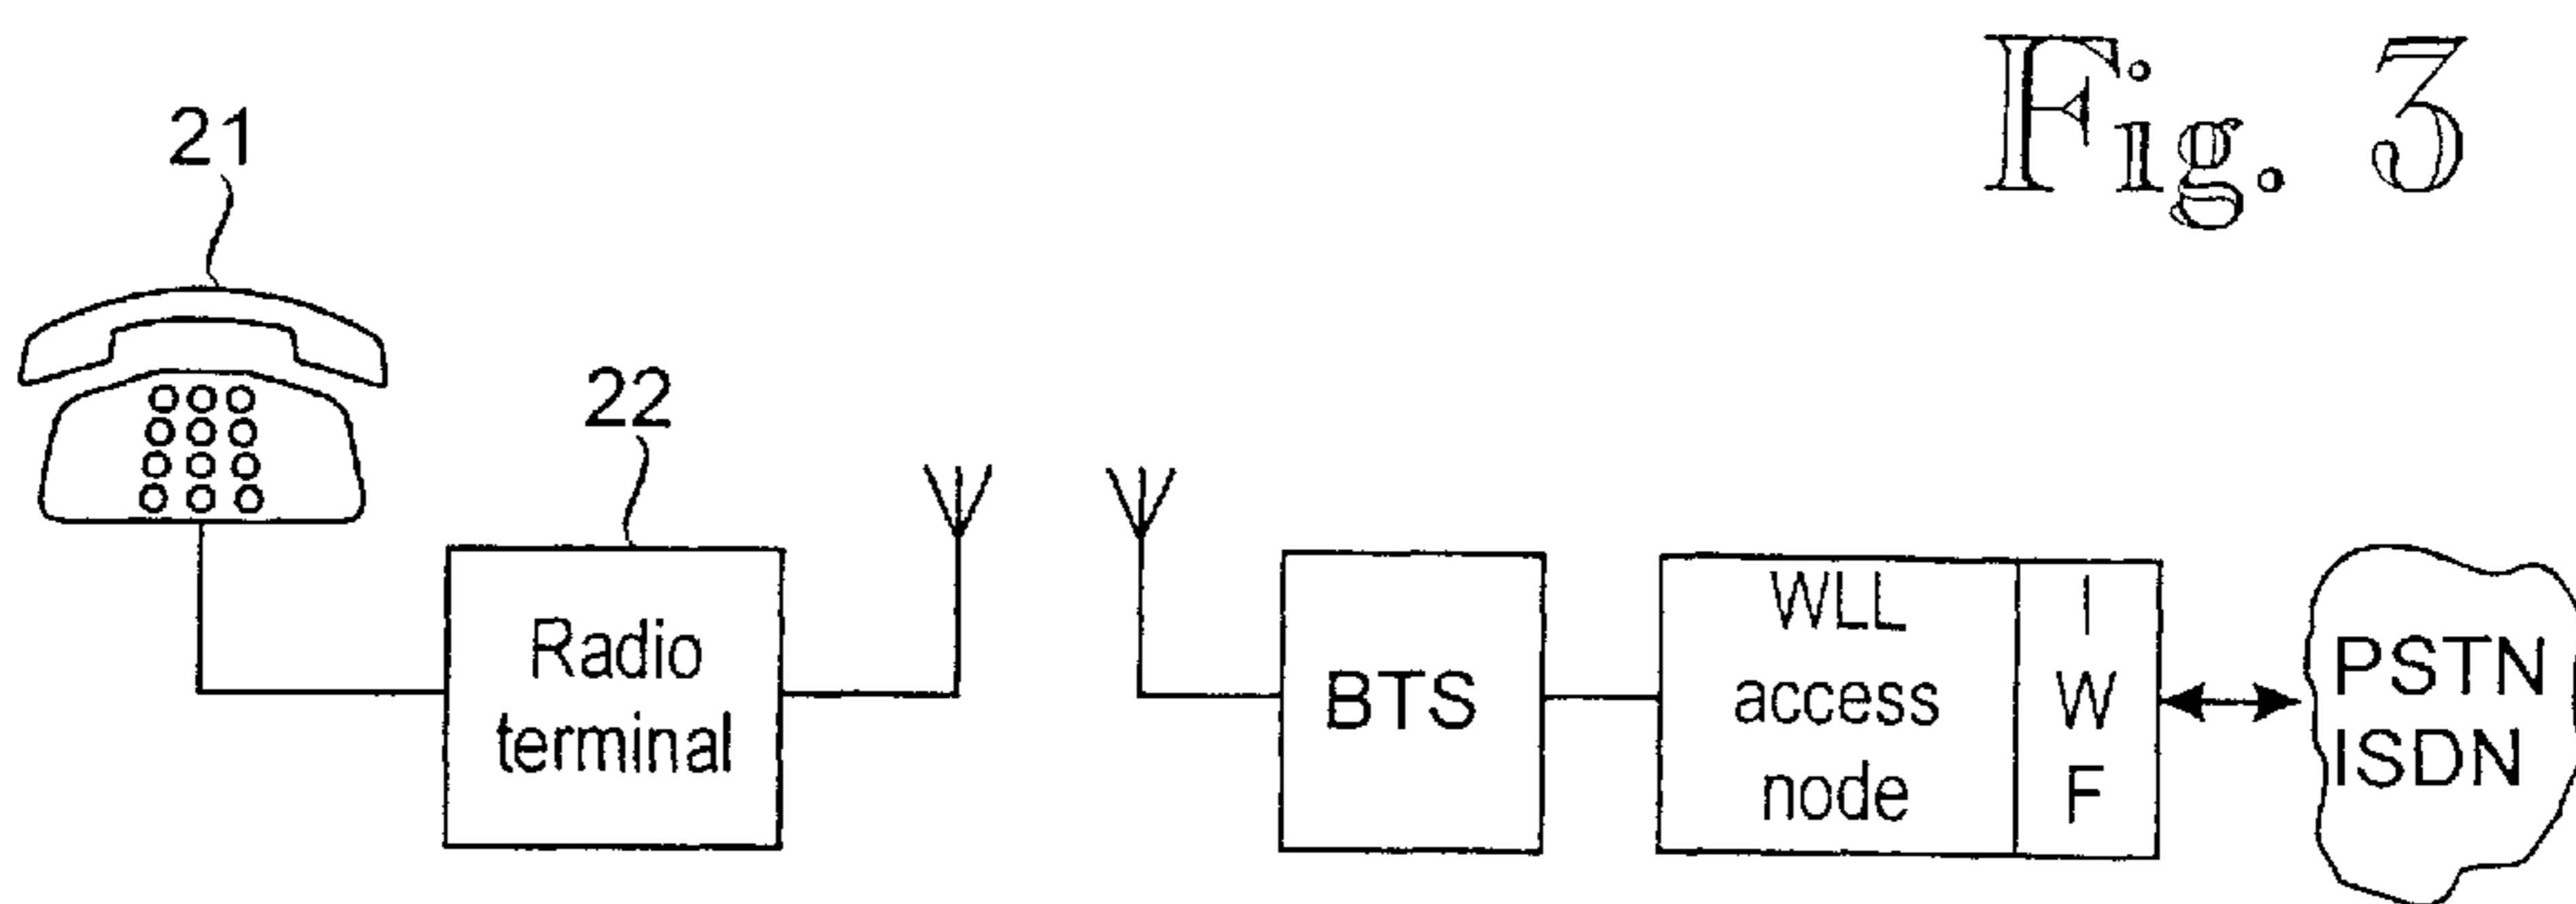 Fig. 3
21
22
Radio
terminal
BTS
WLL
access
node
I
W
F
PSTN
ISDN